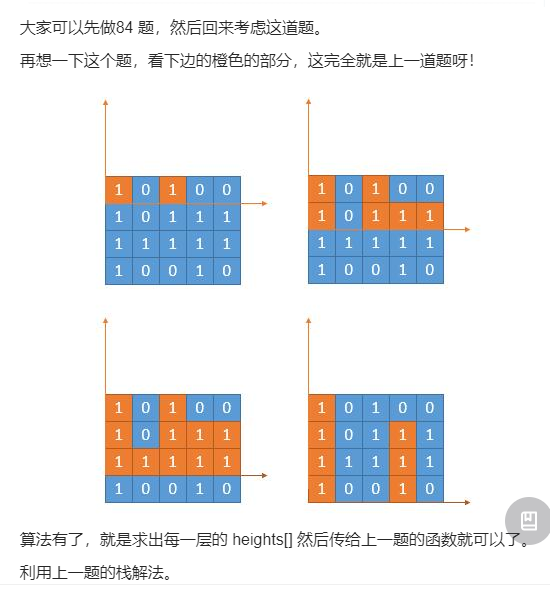 大家可以先做84 题，然后回来考虑这道题。
再想一下这个题，看下边的橙色的部分，这完全就是上一道题呀！
1 0 1 0 0
1 0 1 1 1
1 1 1 1 1
1 0 0 1 0
1 0 1 0 0
1 0 1 1 1
1 1 1 1 1
1 0 0 1 0
1 0 1 0 0
1 0 1 1 1
1 1 1 1 1
1 0 0 1 0
1 0 1 0 0
1 0 1 1 1
1 1 1 1 1
1 0 0 1 0
算法有了，就是求出每一层的 heights[] 然后传给上一题的函数就可以了。
利用上一题的栈解法。